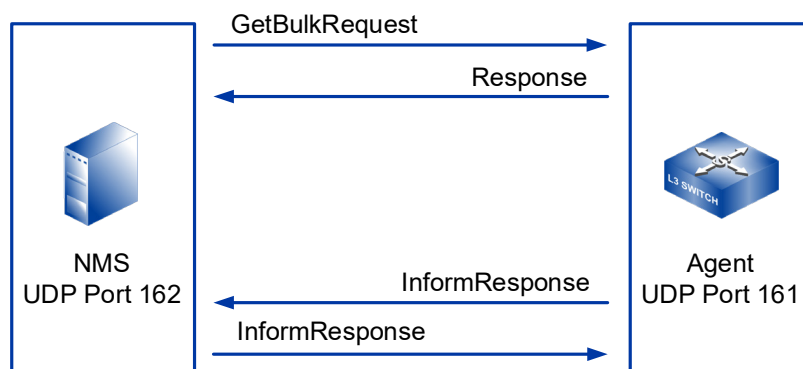 GetBulkRequest
Response
L3 SWITCH
NMS
UDP Port 162
Agent
UDP Port 161
InformResponse
InformResponse